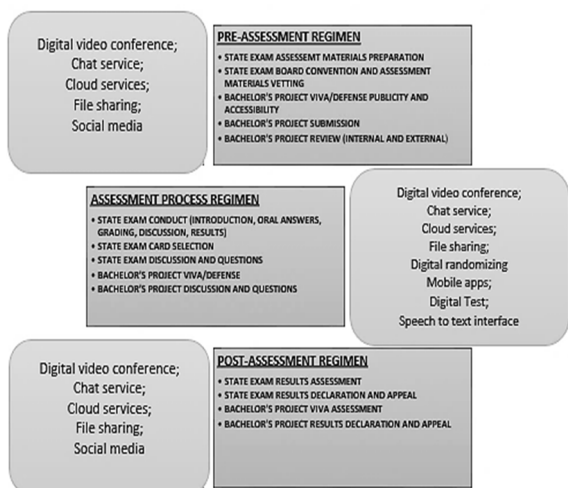 Digital video conference;
Chat service;
Cloud services;
File sharing;
Social media
PRE-ASSESSMENT REGIMEN
• STATE EXAM ASSESSEMT MATERIALS PREPARATION
• STATE EXAM BOARD CONVENTION AND ASSESSMENT
MATERIALS VETTING
• BACHELOR'S PROJECT VIVA/DEFENSE PUBLICITY AND
ACCESSIBILITY
• BACHELOR'S PROJECT SUBMISSION
• BACHELOR'S PROJECT REVIEW (INTERNAL AND EXTERNAL)
ASSESSMENT PROCESS REGIMEN
• STATE EXAM CONDUCT (INTRODUCTION, ORAL ANSWERS,
GRADING, DISCUSSION, RESULTS)
• STATE EXAM CARD SELECTION
• STATE EXAM DISCUSSION AND QUESTIONS
• BACHELOR'S PROJECT VIVA/DEFENSE
• BACHELOR'S PROJECT DISCUSSION AND QUESTIONS
Digital video conference;
Chat service;
Cloud services;
File sharing;
Digital randomizing
Mobile apps;
Digital Test;
Speech to text interface
Digital video conference;
Chat service;
Cloud services;
File sharing;
Social media
POST-ASSESSMENT REGIMEN
• STATE EXAM RESULTS ASSESSMENT
• STATE EXAM RESULTS DECLARATION AND APPEAL
• BACHELOR'S PROJECT VIVA ASSESSMENT
• BACHELOR'S PROJECT RESULTS DECLARATION AND APPEAL